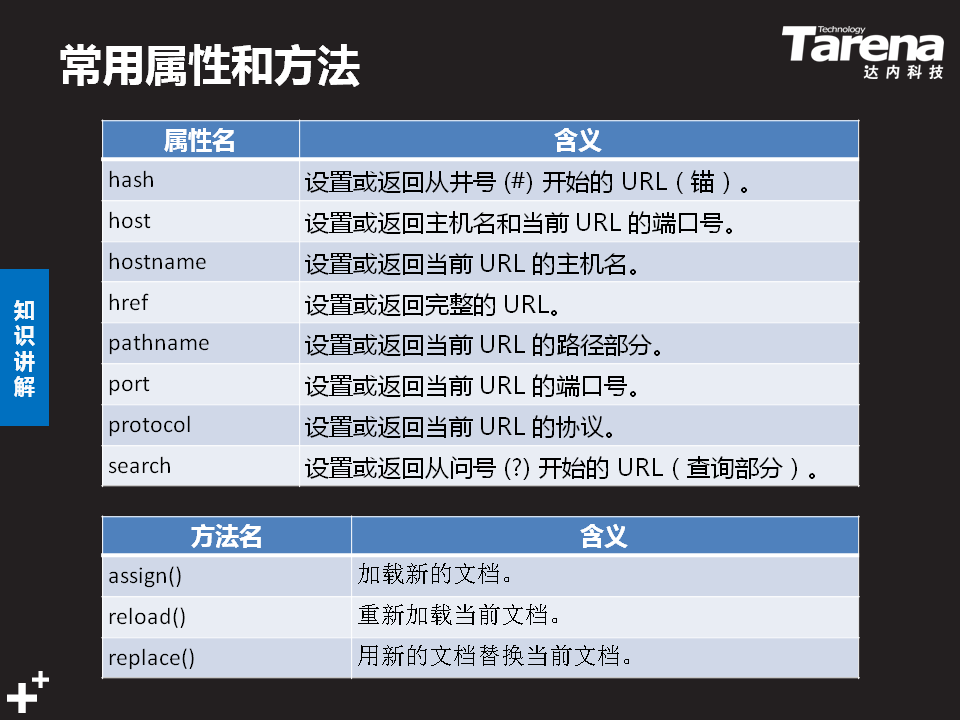 常用属性和方法
Technology
Tarena
达内科技
属性名 含义
hash 设置或返回从井号 (#) 开始的 URL（锚）。
host 设置或返回主机名和当前 URL 的端口号。
hostname 设置或返回当前 URL 的主机名。
href 设置或返回完整的 URL。
pathname 设置或返回当前 URL 的路径部分。
port 设置或返回当前 URL 的端口号。
protocol 设置或返回当前 URL 的协议。
search 设置或返回从问号 (?) 开始的 URL（查询部分）。
知识讲解
方法名 含义
assign() 加载新的文档。
reload() 重新加载当前文档。
replace() 用新的文档替换当前文档。